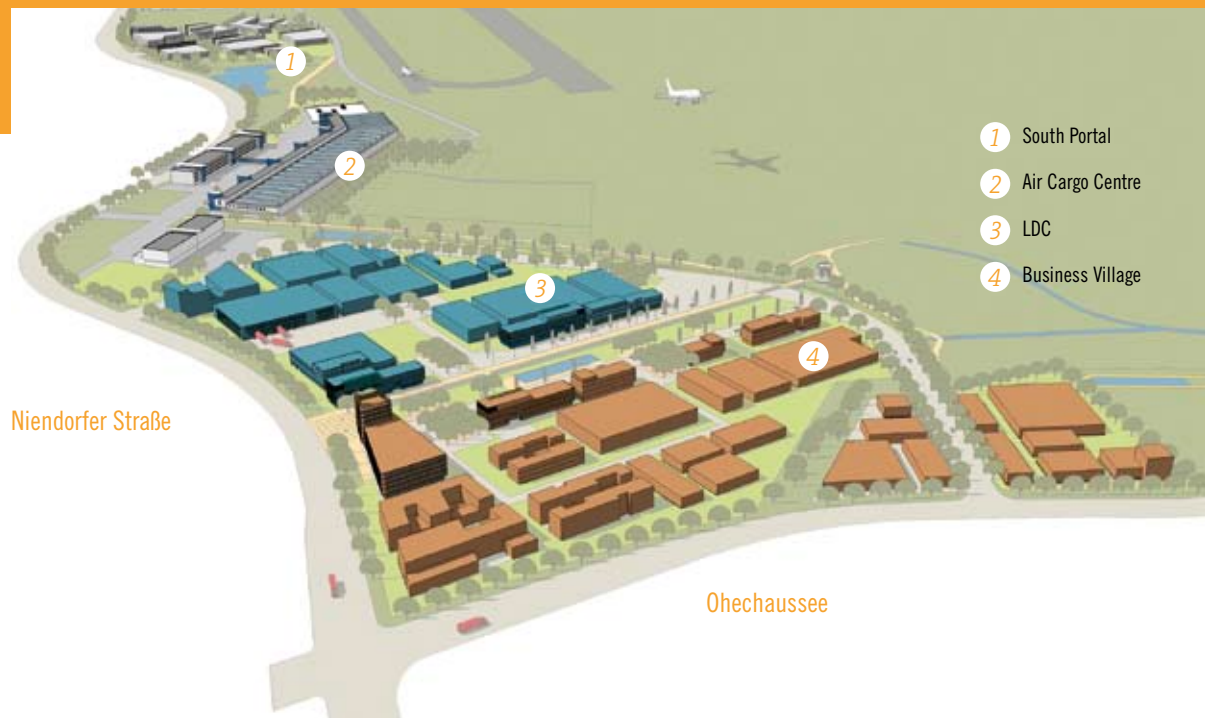 1
2
3
4
1 South Portal
2 Air Cargo Centre
3 LDC
4 Business Village
Niendorfer Straße
Ohechaussee